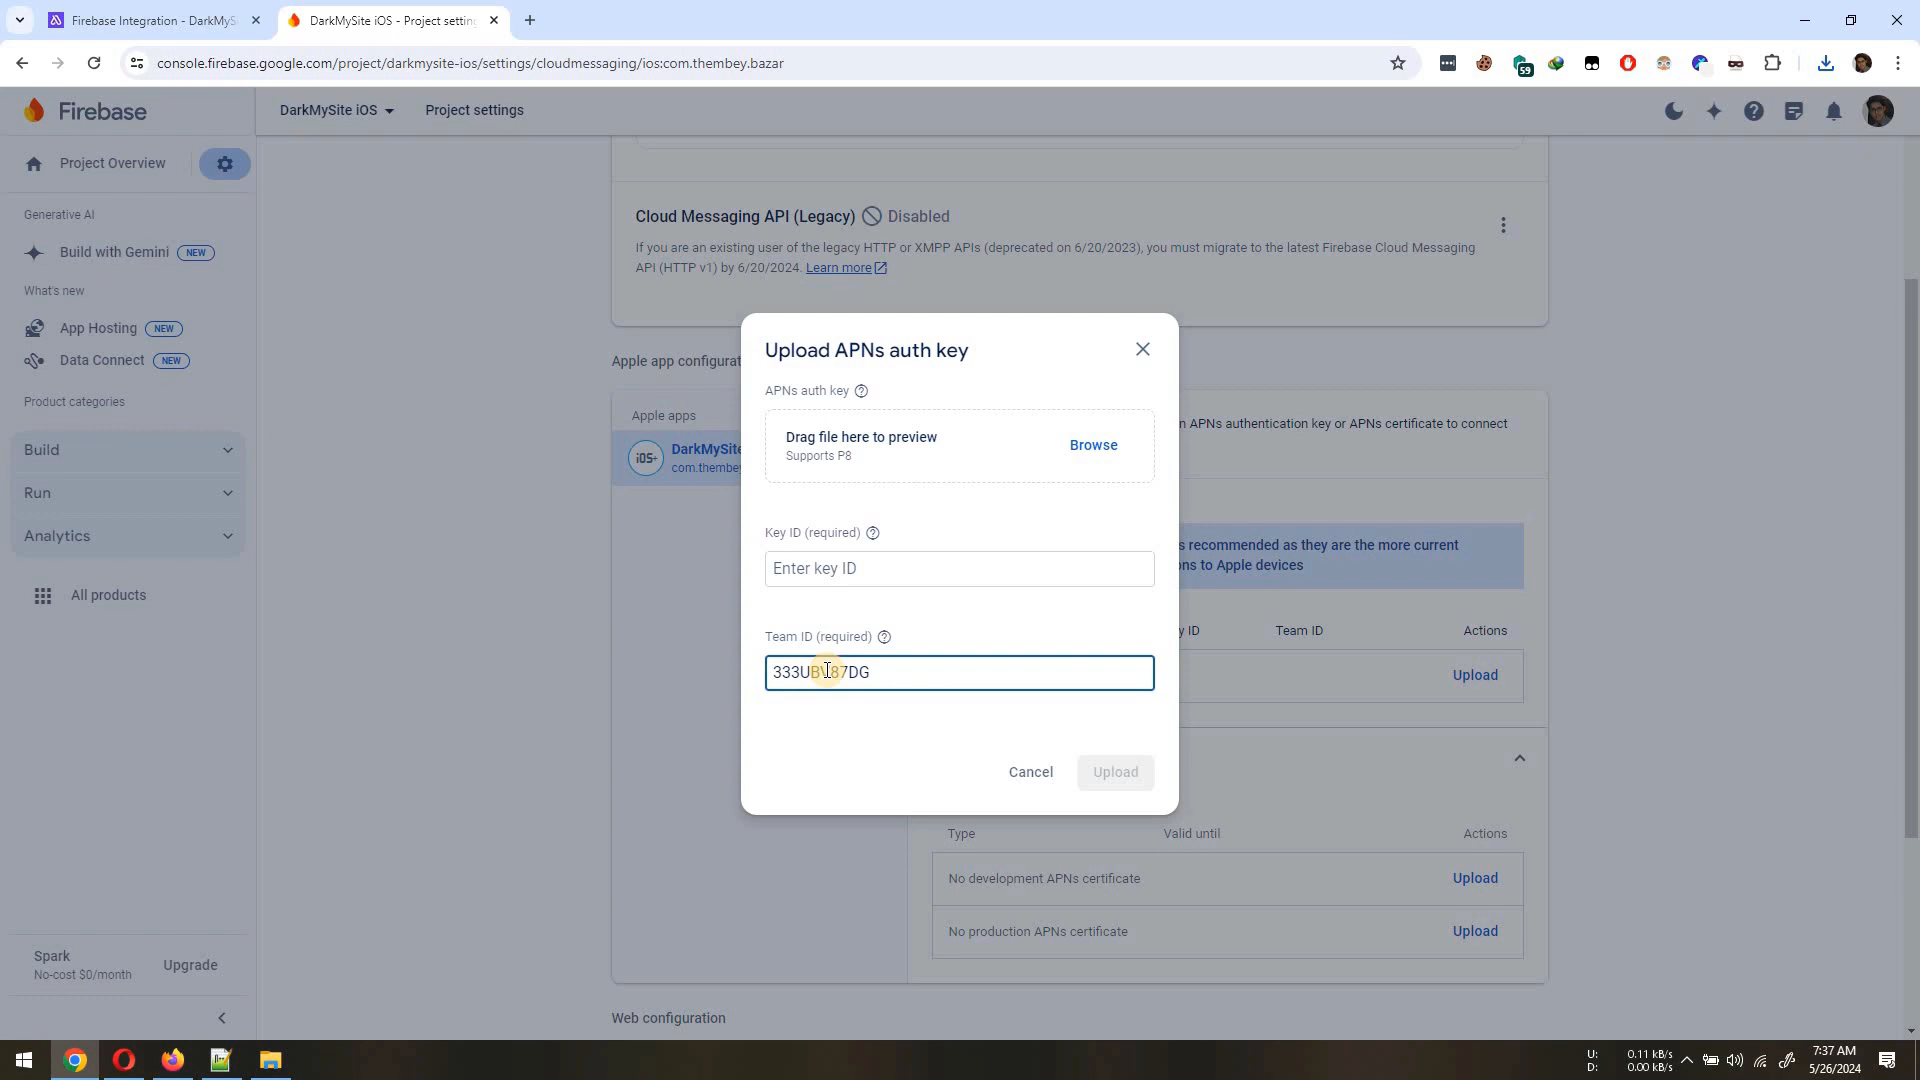 Firebase Integration - DarkMyS
DarkMySite iOS - Project settin
console.firebase.google.com/project/darkmysite-ios/settings/cloudmessaging/ios:com.thembey.bazar
59
Firebase
DarkMySite iOS
Project settings
Project Overview
Generative AI
Build with Gemini NEW
What's new
App Hosting NEW
Data Connect NEW
Product categories
Build
Run
Analytics
All products
Spark
No-cost $0/month
Upgrade
Cloud Messaging API (Legacy) Disabled
If you are an existing user of the legacy HTTP or XMPP APIs (deprecated on 6/20/2023), you must migrate to the latest Firebase Cloud Messaging
API (HTTP v1) by 6/20/2024. Learn more
Apple app configurat
Apple apps
iOS+
DarkMySite
com.thembey
n APNs authentication key or APNs certificate to connect
s recommended as they are the more current
ons to Apple devices
y ID
Team ID
Actions
Upload
Type
Valid until
Actions
No development APNs certificate
Upload
No production APNs certificate
Upload
Web configuration
Upload APNs auth key
APNs auth key
Drag file here to preview
Supports P8
Browse
Key ID (required)
Enter key ID
Team ID (required)
333UBV87DG
Cancel
Upload
U: 0.11 kB/s
D: 0.00 kB/s
7:37 AM
5/26/2024